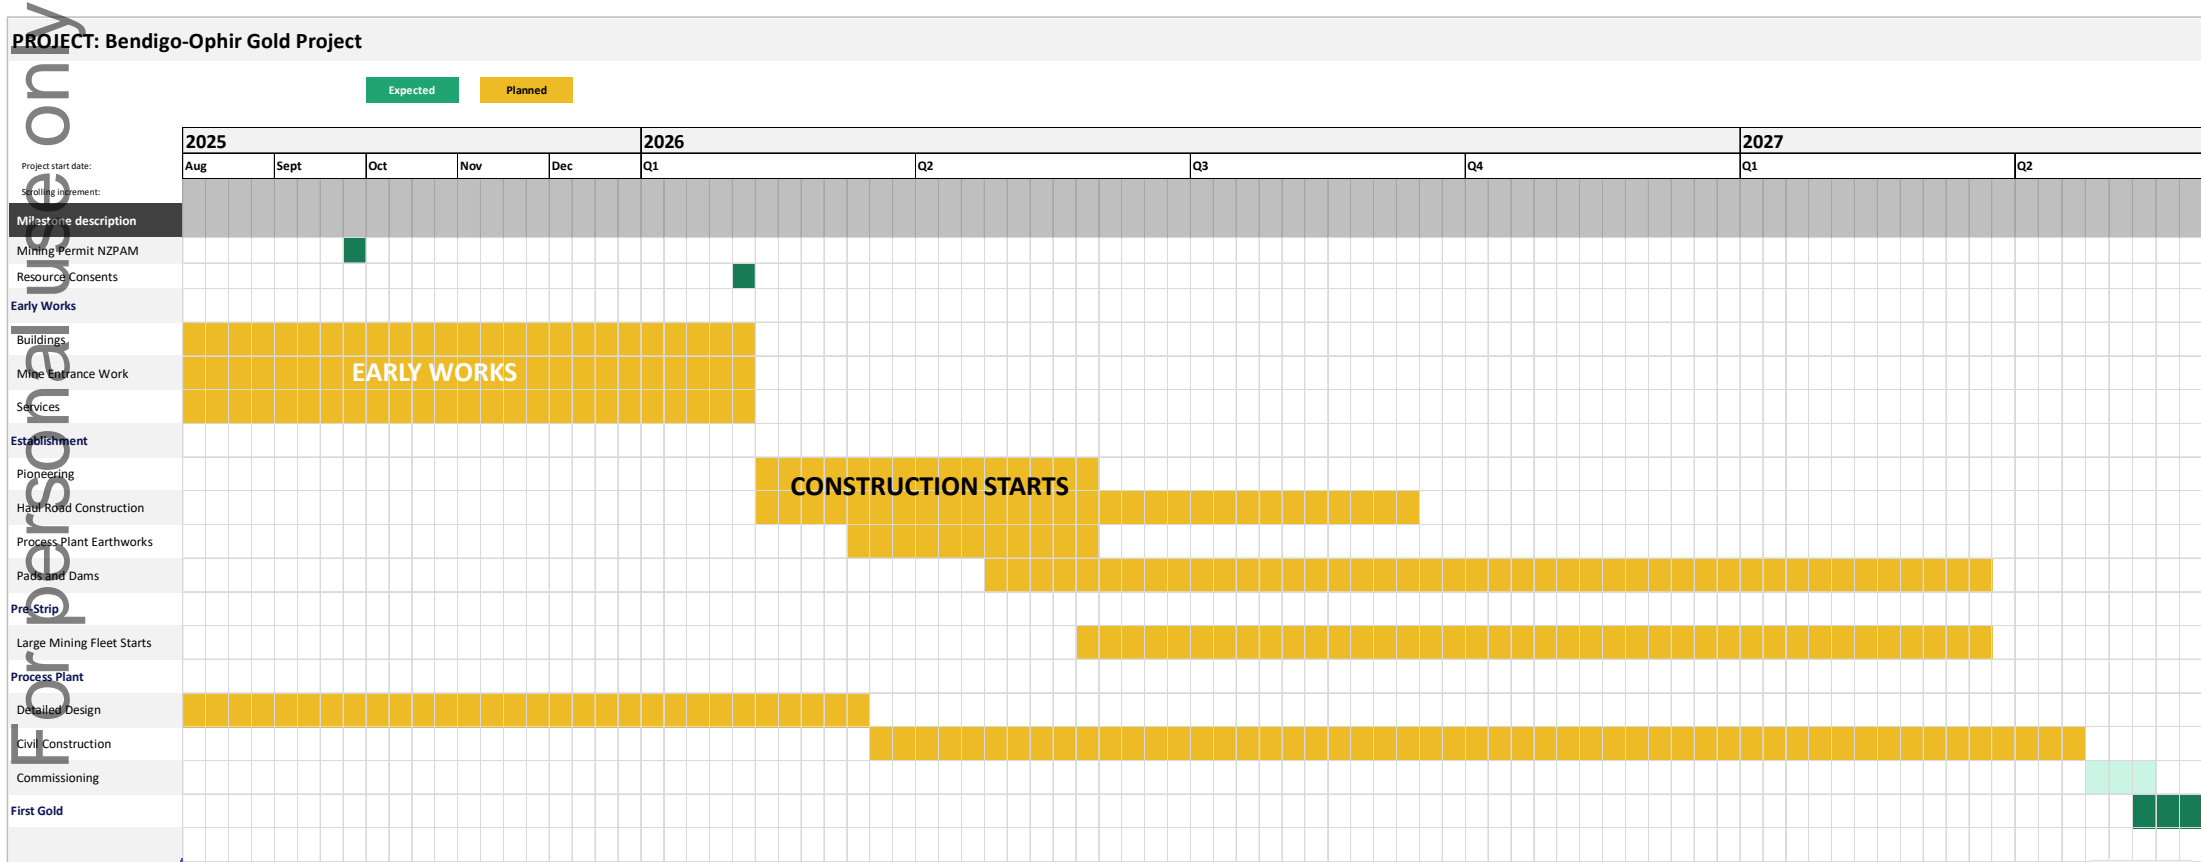 PROJECT: Bendigo-Ophir Gold Project
Expected Planned
2025 2026 2027
Project start date:
Aug Sept Oct Nov Dec Q1 Q2 Q3 Q4 Q1 Q2
Scrolling increment:
Milestone description
Mining Permit NZPAM
Resource Consents
Early Works
Buildings
Mine Entrance Work
EARLY WORKS
Services
Establishment
Pioneering
CONSTRUCTION STARTS
Haul Road Construction
Process Plant Earthworks
Pads and Dams
Pre-Strip
Large Mining Fleet Starts
Process Plant
Detailed Design
Civil Construction
Commissioning
First Gold
For personal use only